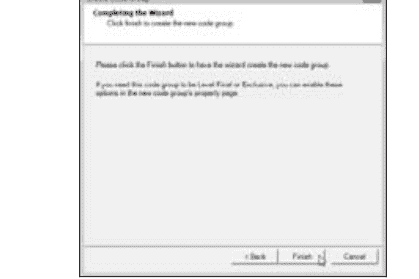 Completing the Wizard
Click finish to create the new code group.
Please click the Finish button to have the wizard create the new code group.
If you need this code group to be Level Final or Exclusive, you can enable these
options in the new code group's property page.
< Back
Finish
Cancel